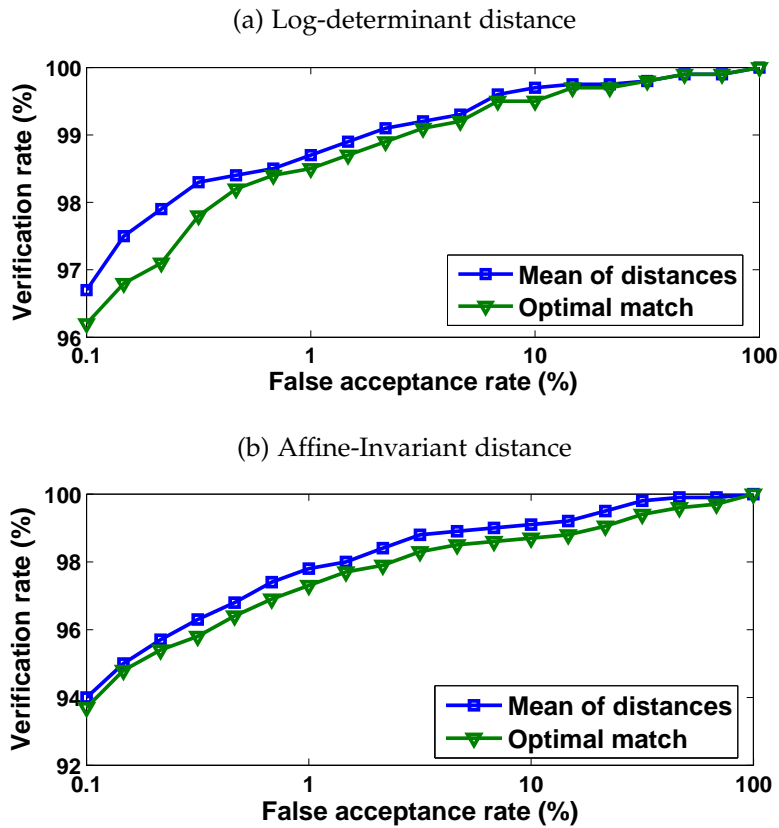 (a) Log-determinant distance
100
99
98
97
96
Verification rate (%)
Mean of distances
Optimal match
0.1 1 10 100
False acceptance rate (%)
(b) Affine-Invariant distance
100
98
96
94
92
Verification rate (%)
Mean of distances
Optimal match
0.1 1 10 100
False acceptance rate (%)